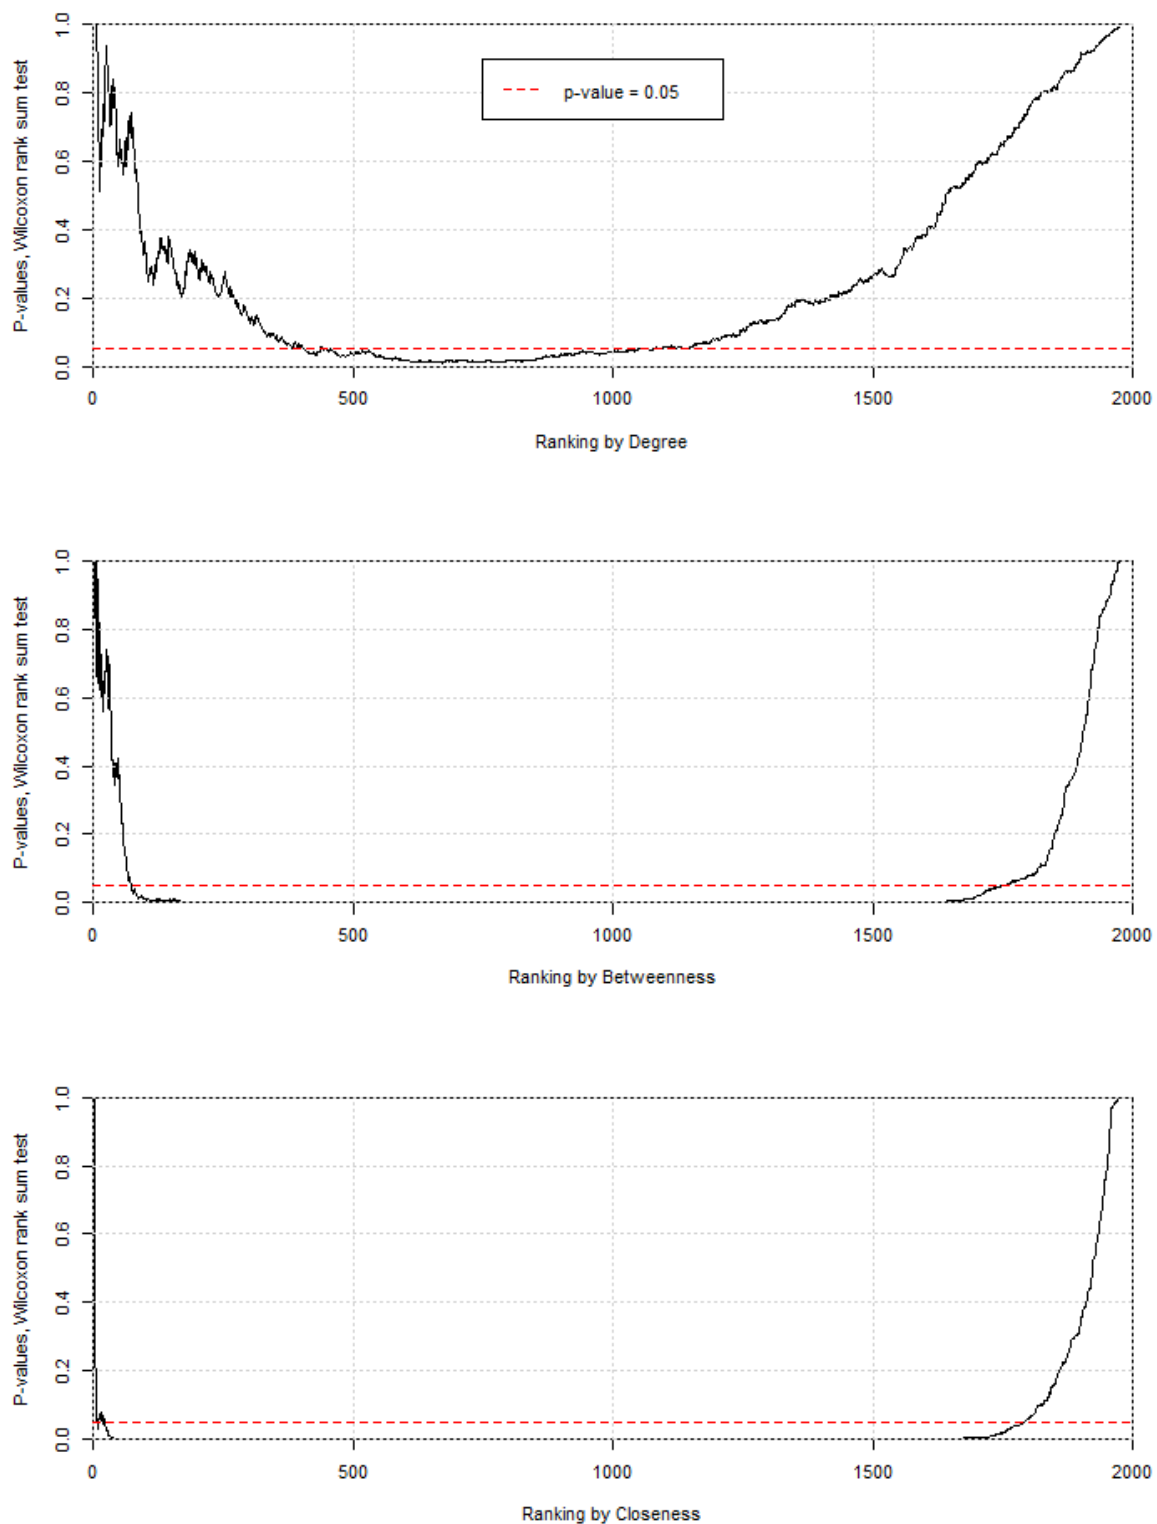 P-values, Wilcoxon rank sum test
1.0
0.8
0.6
0.4
0.2
0.0
p-value = 0.05
0 500 1000 1500 2000
Ranking by Degree
P-values, Wilcoxon rank sum test
1.0
0.8
0.6
0.4
0.2
0.0
0 500 1000 1500 2000
Ranking by Betweenness
P-values, Wilcoxon rank sum test
1.0
0.8
0.6
0.4
0.2
0.0
0 500 1000 1500 2000
Ranking by Closeness